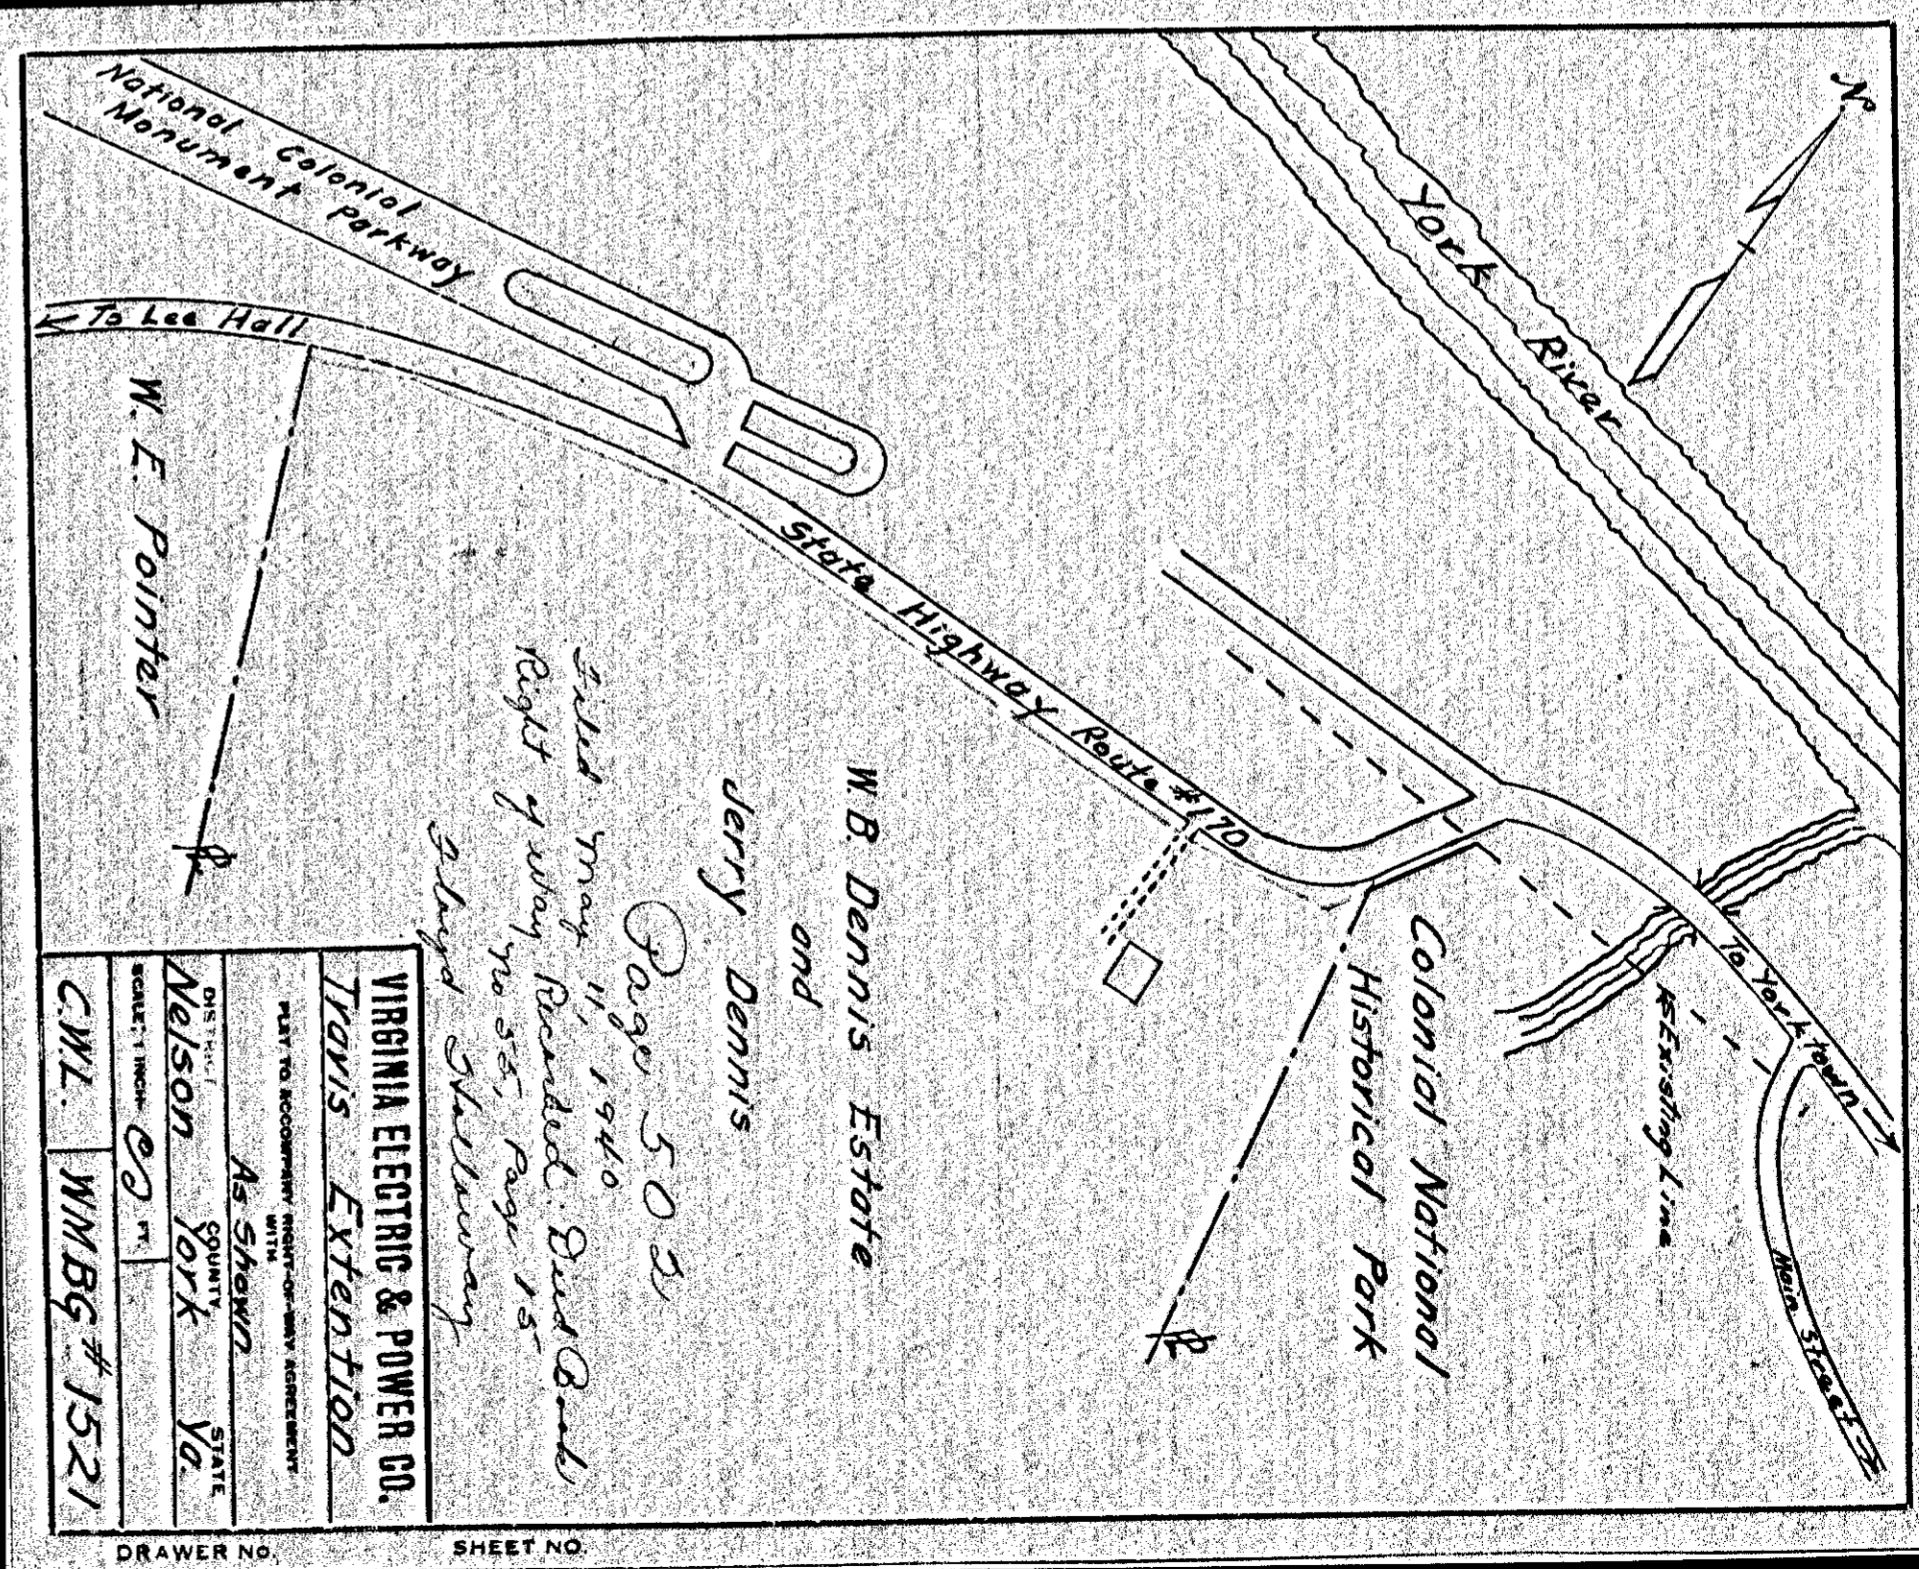 N
York River
National Colonial
Monument Parkway
To Lee Hall
W. E. Pointer
State Highway Route #170
W. B. Dennis Estate
and
Jerry Dennis
Colonial National
Historical Park
To Yorktown
Existing Line
Main Street
Page 502
Filed May 11, 1940
Right of way Recorded Deed Book
No 55, Page 15
Floyd Holloway
VIRGINIA ELECTRIC & POWER CO.
Travis Extention
PLAT TO ACCOMPANY RIGHT-OF-WAY AGREEMENT
WITH
As Shown
DISTRICT COUNTY STATE
Nelson York Va.
SCALE: 1 INCH= FT.
C.W.L. WMBG #1521
DRAWER NO. SHEET NO.